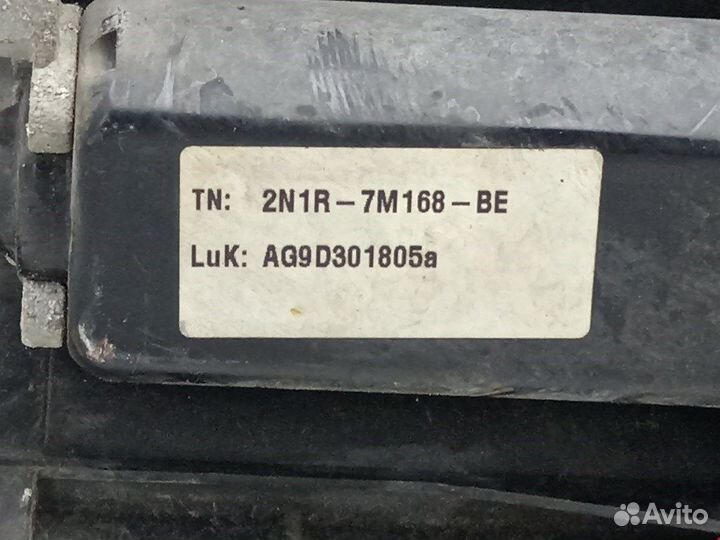 TN: 2N1R-7M168-BE
LuK: AG9D301805a
Avito